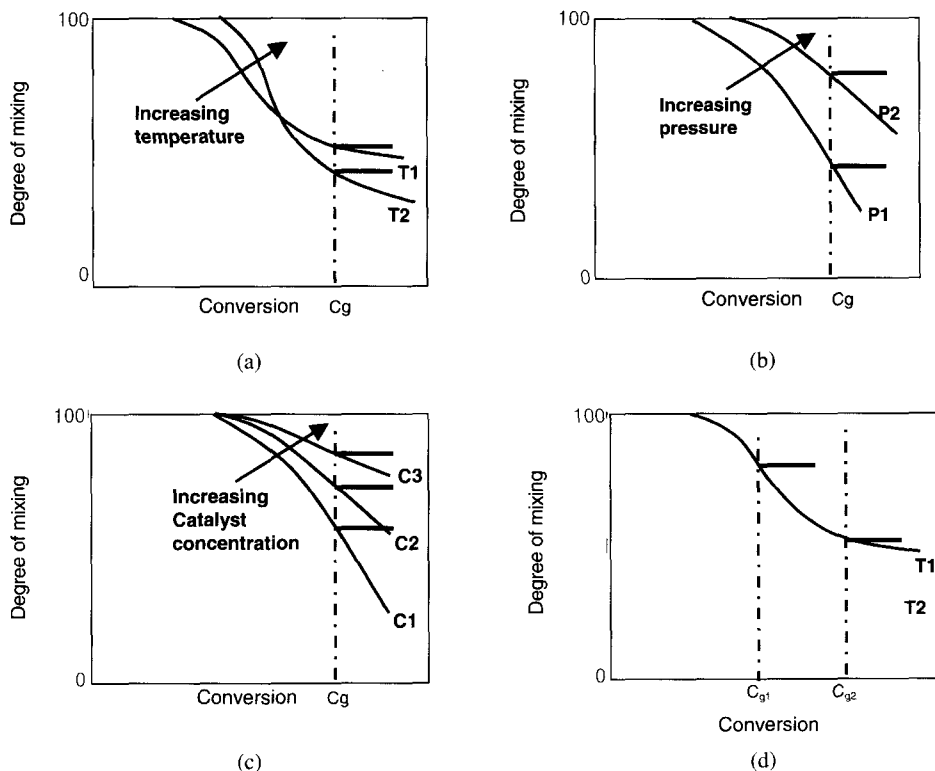 100
Degree of mixing
Increasing
temperature
T1
T2
0
Conversion
Cg
(a)
100
Degree of mixing
Increasing
pressure
P2
P1
0
Conversion
Cg
(b)
100
Degree of mixing
Increasing
Catalyst
concentration
C3
C2
C1
0
Conversion
Cg
(c)
100
Degree of mixing
T1
T2
0
Cg1
Cg2
Conversion
(d)